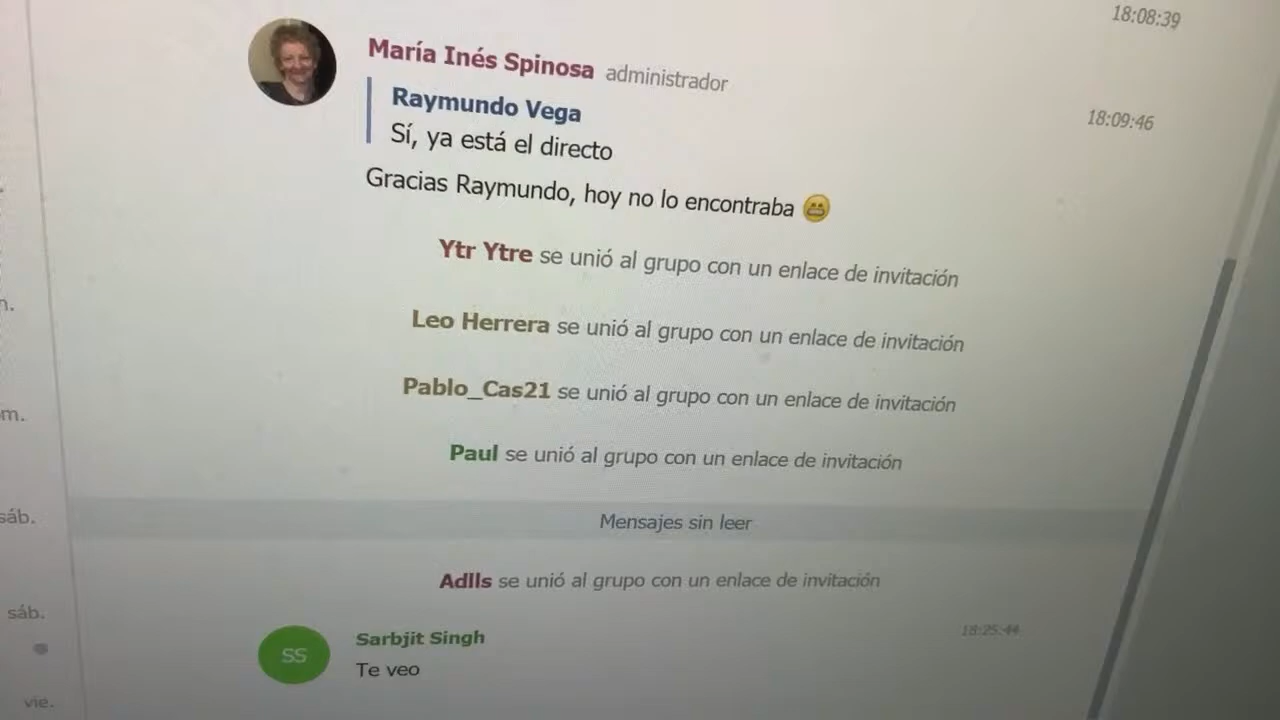 18:08:39
María Inés Spinosa administrador
Raymundo Vega
18:09:46
Sí, ya está el directo
Gracias Raymundo, hoy no lo encontraba 😁
Ytr Ytre se unió al grupo con un enlace de invitación
Leo Herrera se unió al grupo con un enlace de invitación
Pablo_Cas21 se unió al grupo con un enlace de invitación
m.
Paul se unió al grupo con un enlace de invitación
sáb.
Mensajes sin leer
Adlls se unió al grupo con un enlace de invitación
sáb.
Sarbjit Singh
18:25:44
SS
Te veo
vie.